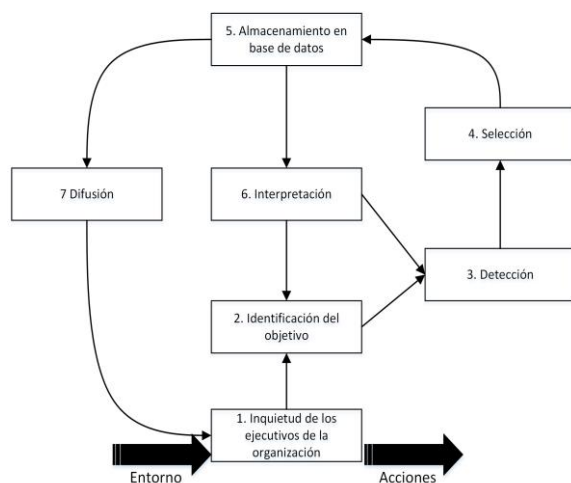 5. Almacenamiento en
base de datos
4. Selección
7 Difusión
6. Interpretación
3. Detección
2. Identificación del
objetivo
1. Inquietud de los
ejecutivos de la
organización
Entorno
Acciones